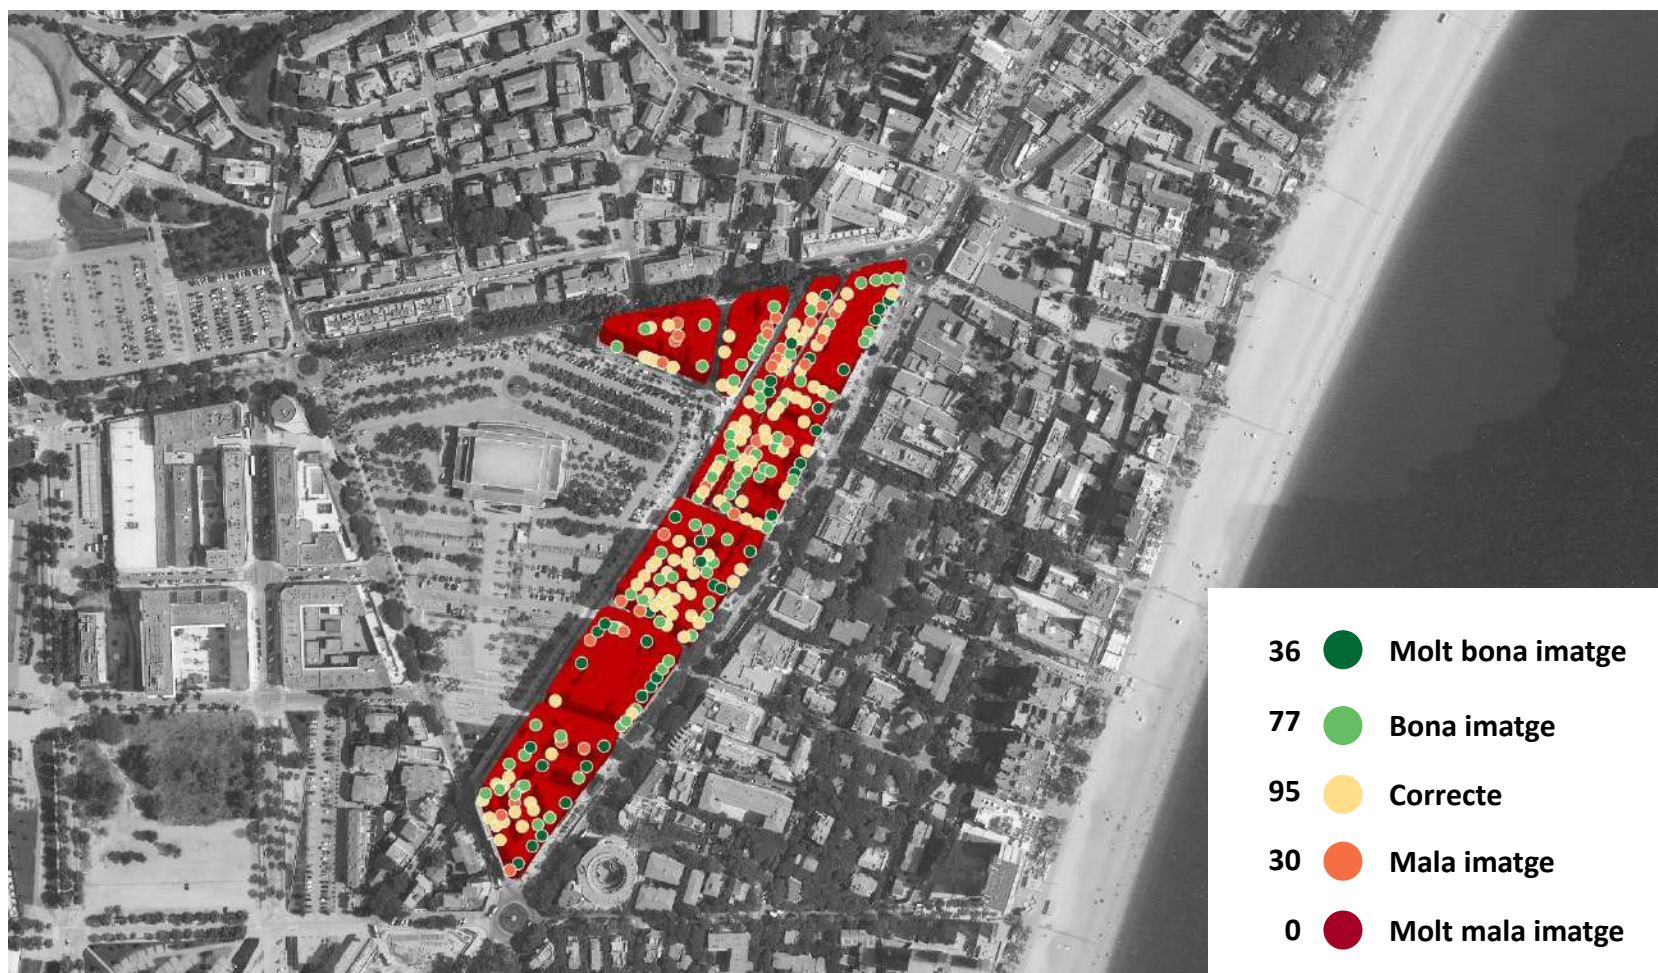 36 Molt bona imatge
77 Bona imatge
95 Correcte
30 Mala imatge
0 Molt mala imatge